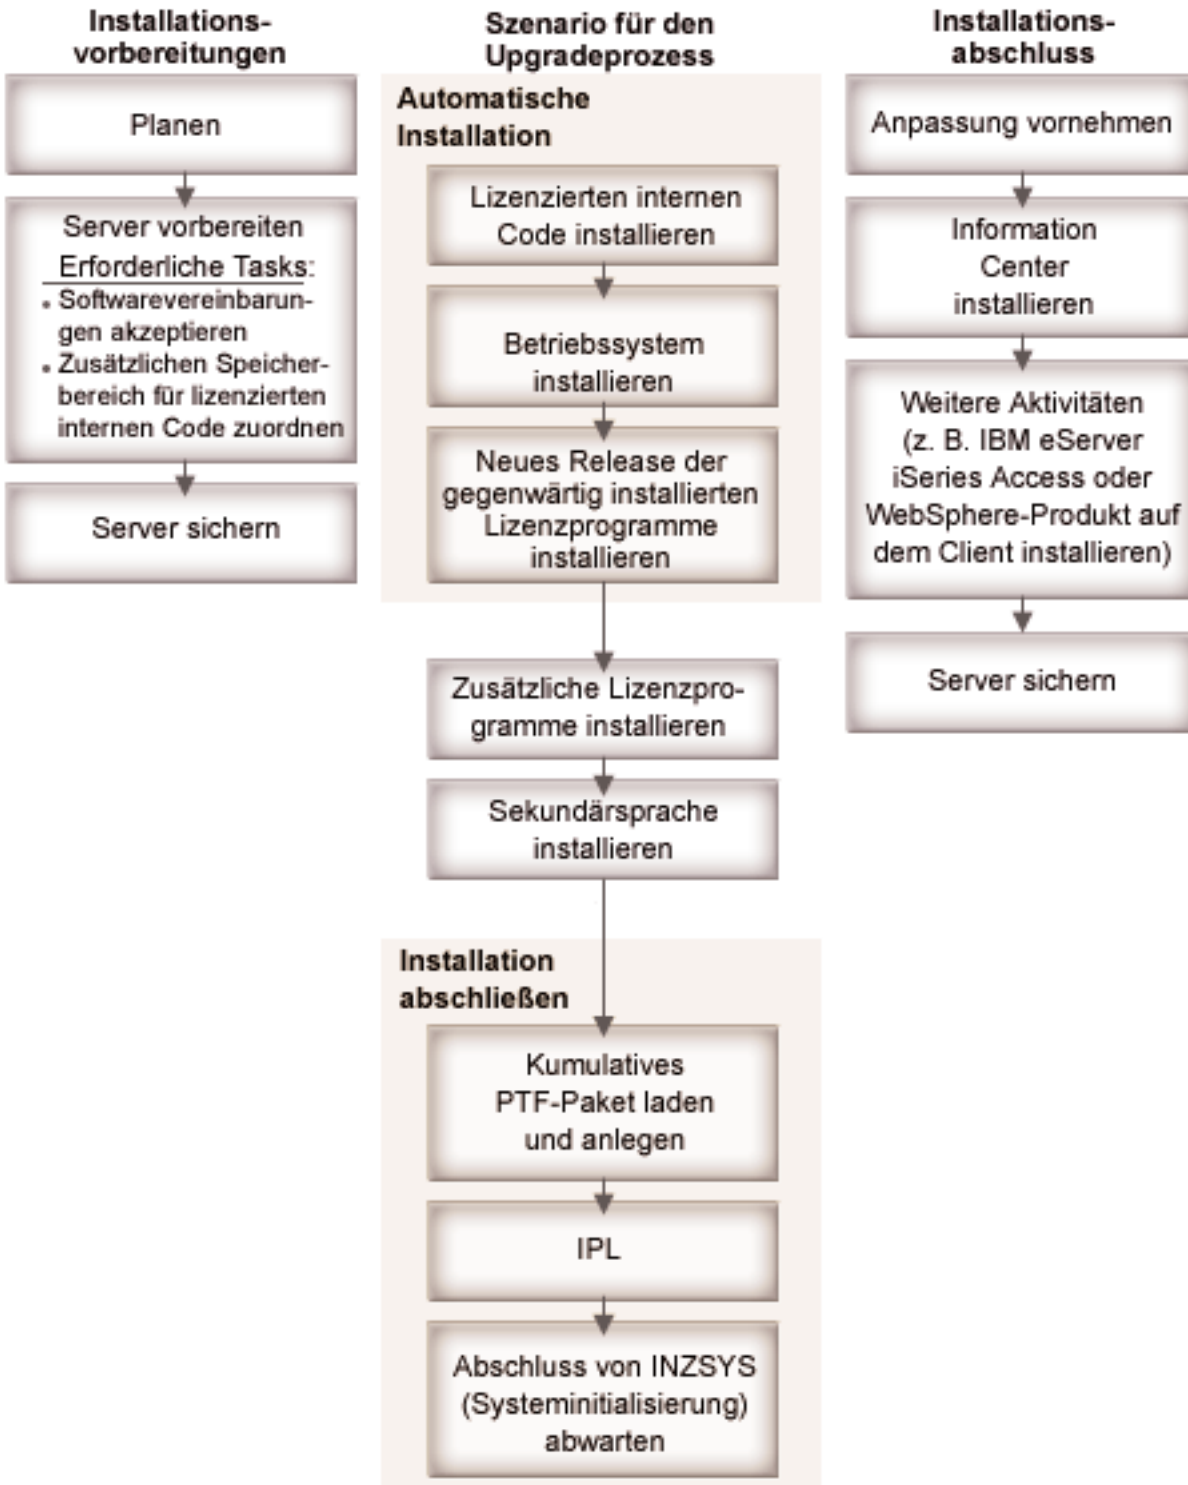 Installations-
vorbereitungen
Planen
Server vorbereiten
Erforderliche Tasks:
• Softwarevereinbarun-
gen akzeptieren
• Zusätzlichen Speicher-
bereich für lizenzierten
internen Code zuordnen
Server sichern
Szenario für den
Upgradeprozess
Automatische
Installation
Lizenzierten internen
Code installieren
Betriebssystem
installieren
Neues Release der
gegenwärtig installierten
Lizenzprogramme
installieren
Zusätzliche Lizenzpro-
gramme installieren
Sekundärsprache
installieren
Installation
abschließen
Kumulatives
PTF-Paket laden
und anlegen
IPL
Abschluss von INZSYS
(Systeminitialisierung)
abwarten
Installations-
abschluss
Anpassung vornehmen
Information
Center
installieren
Weitere Aktivitäten
(z. B. IBM eServer
iSeries Access oder
WebSphere-Produkt auf
dem Client installieren)
Server sichern